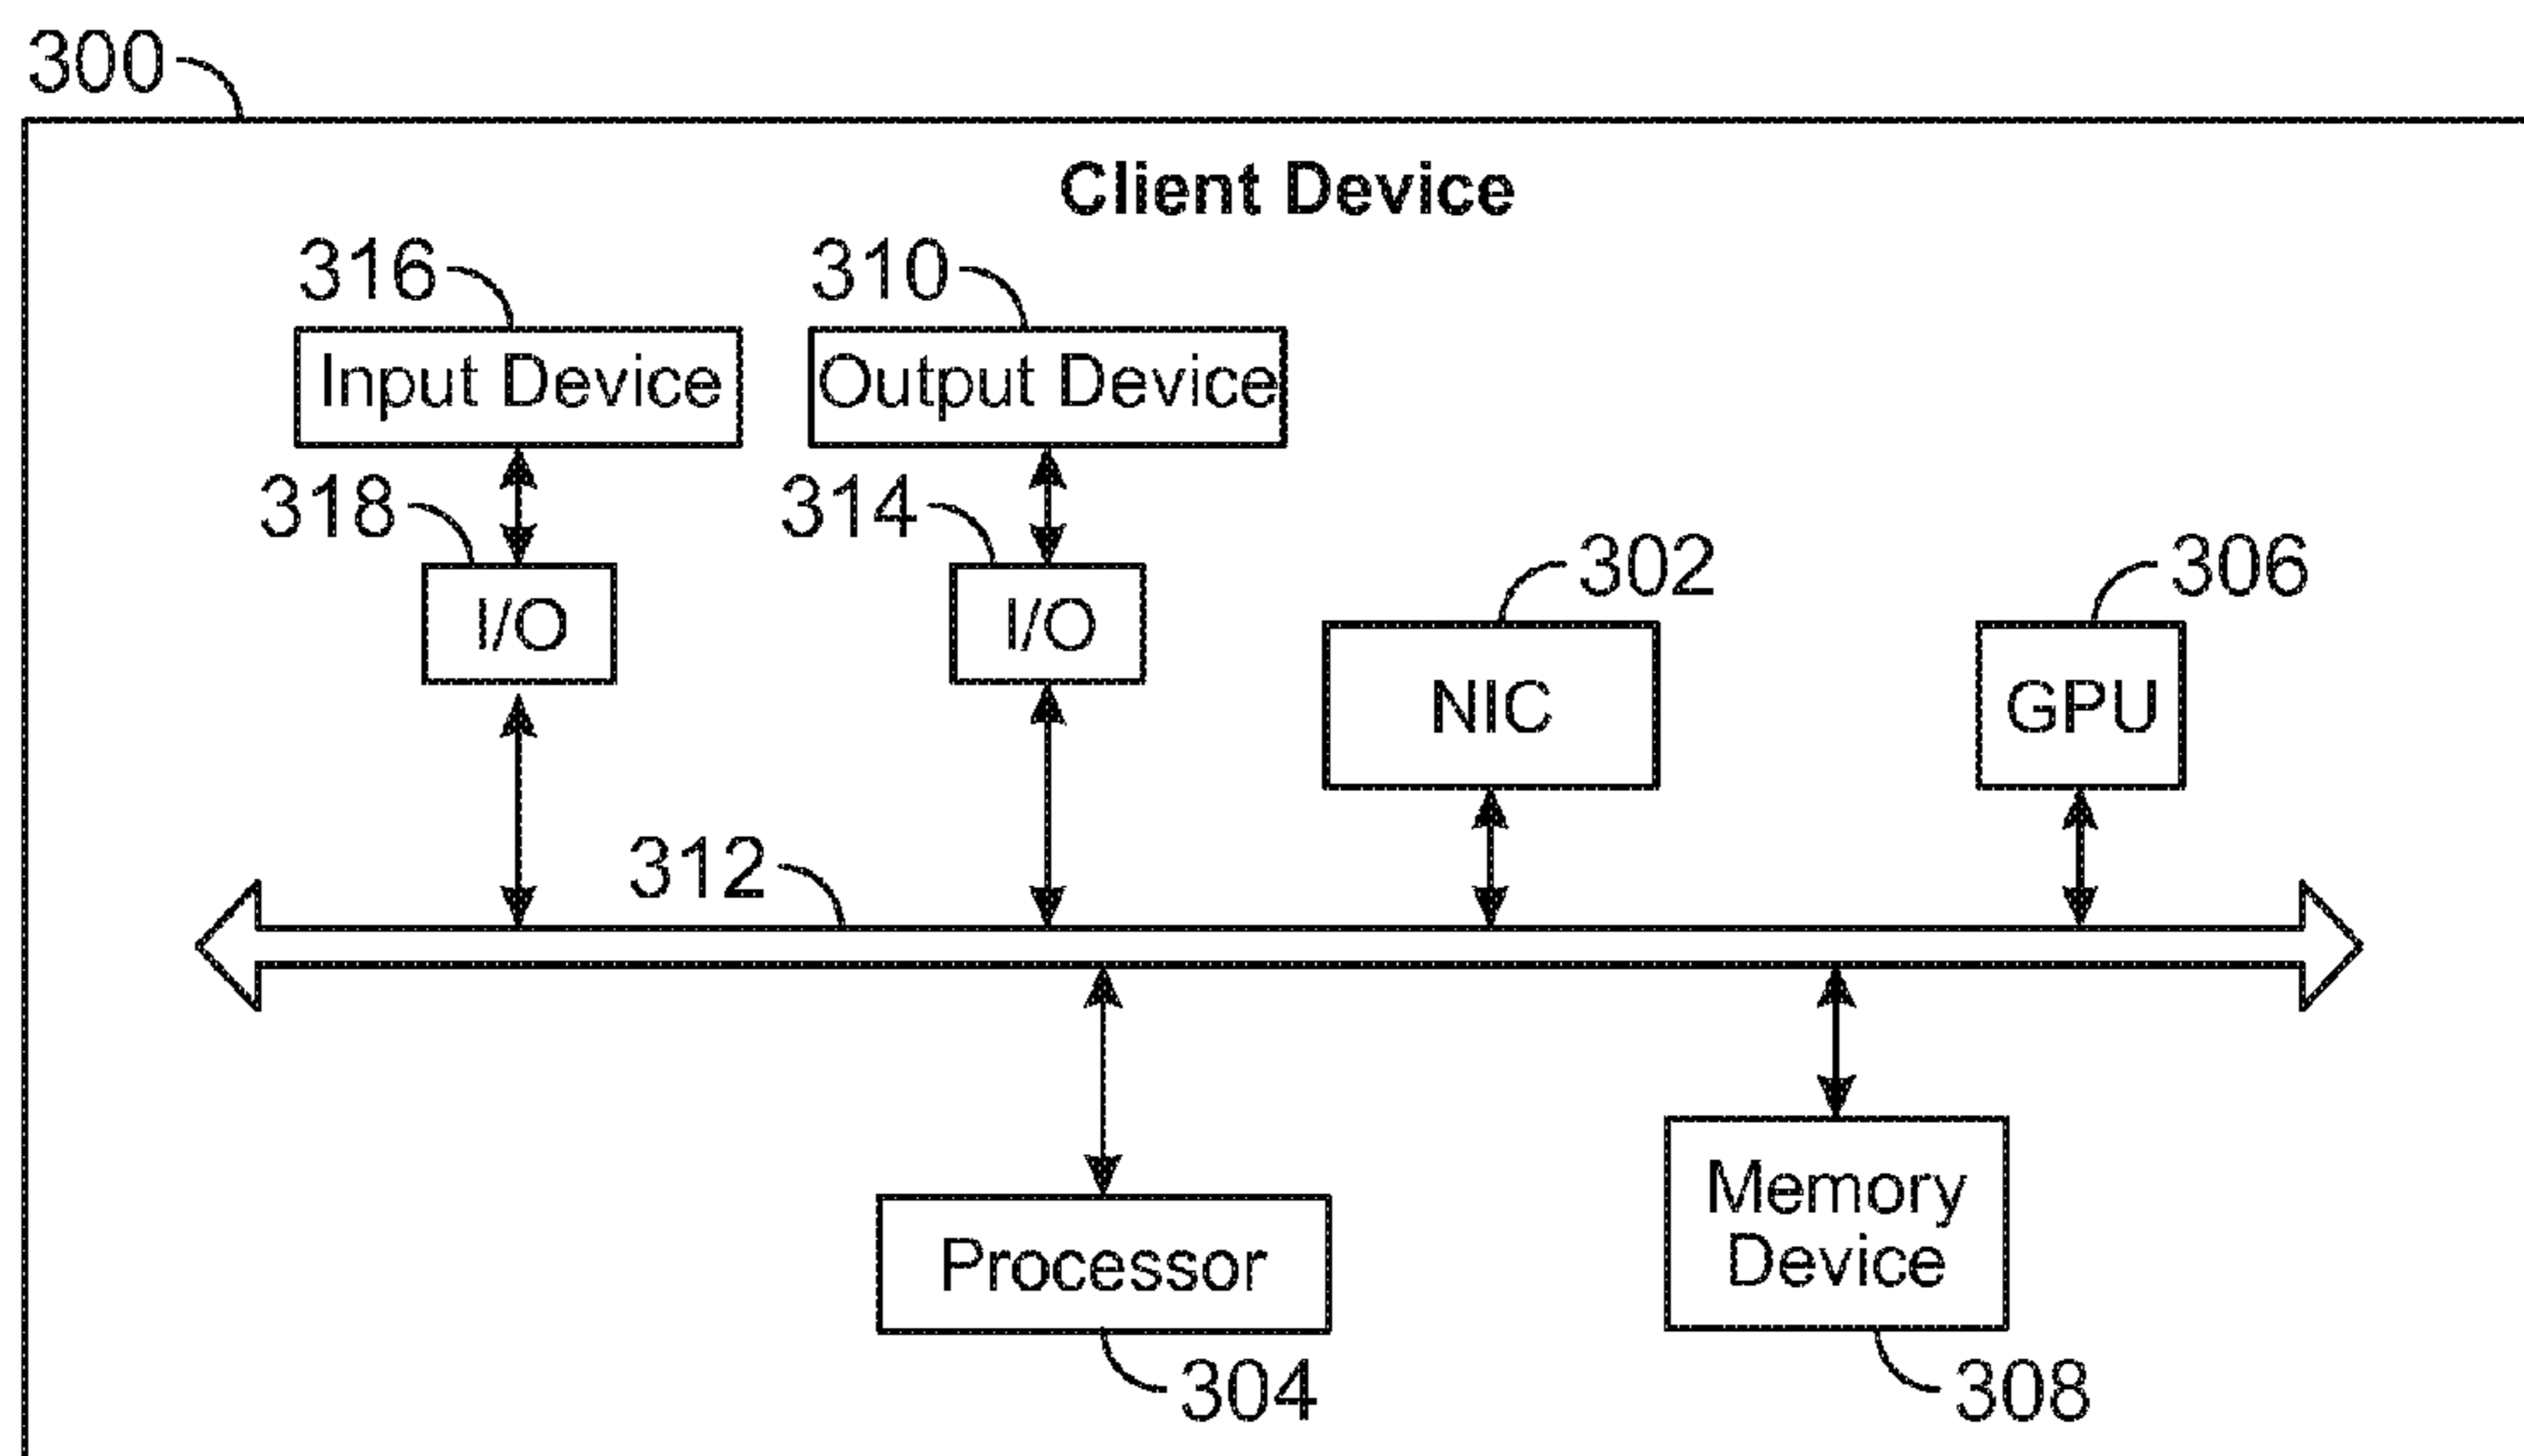 300
Client Device
316
310
Input Device
Output Device
318
314
302
306
I/O
I/O
NIC
GPU
312
Processor
Memory
Device
304
308